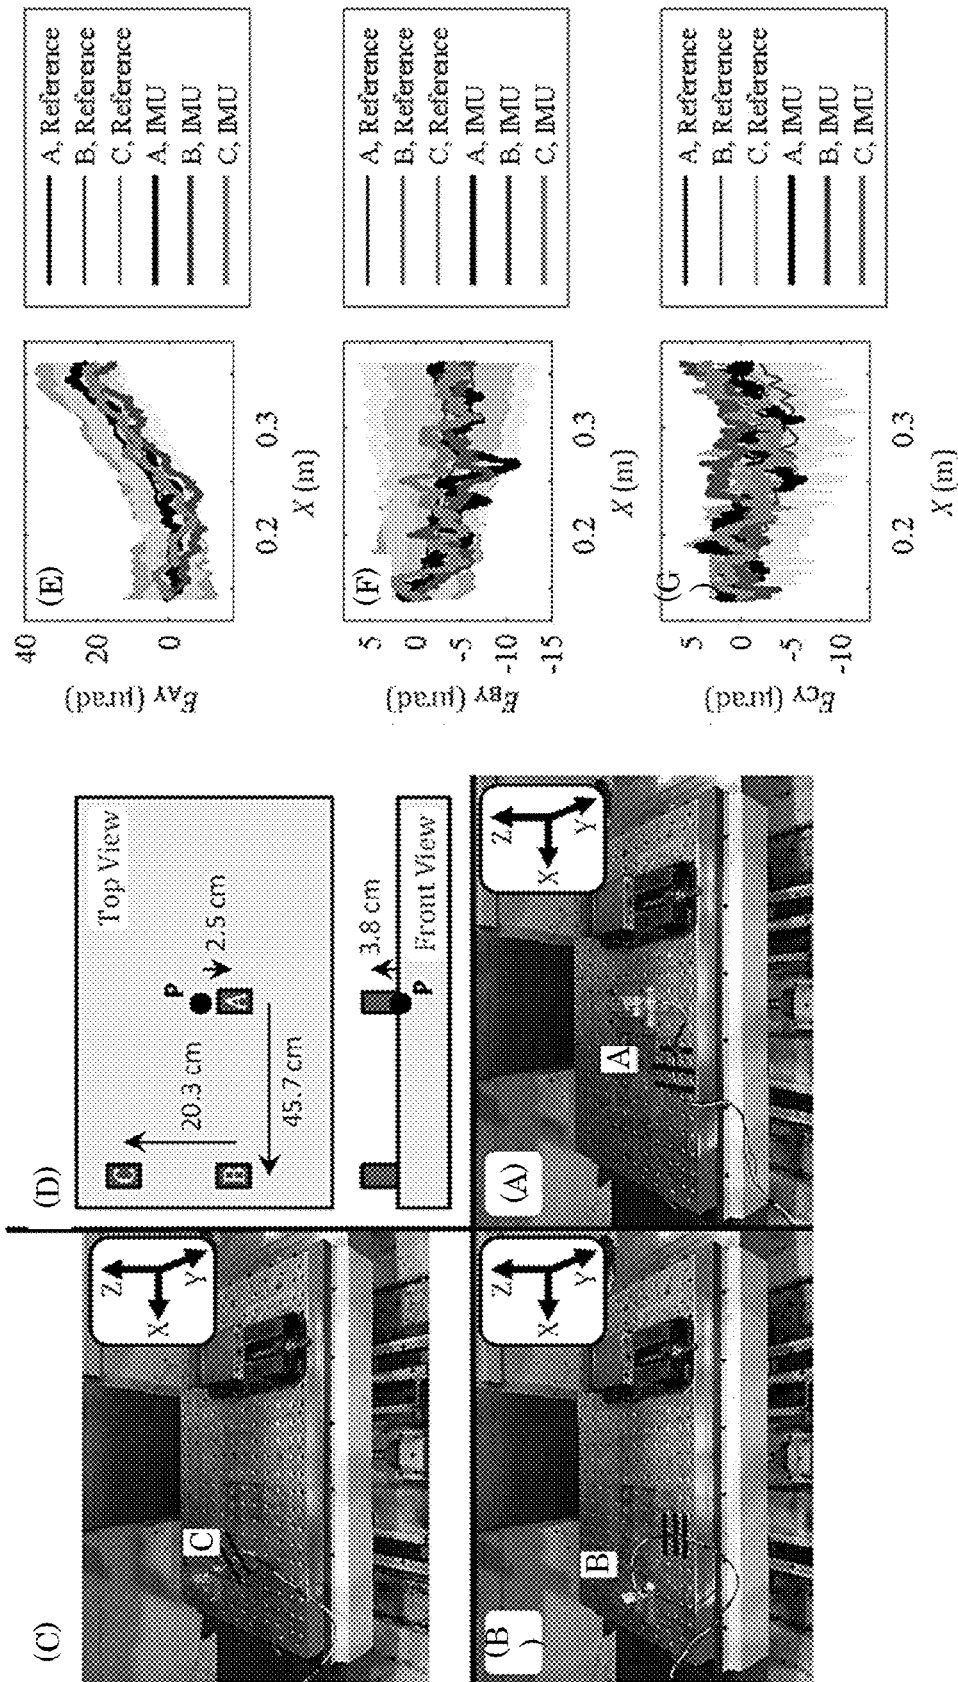 (C)
Z
X
Y
C
(D)
Top View
C
20.3 cm
P
B
A
2.5 cm
45.7 cm
3.8 cm
P
Front View
(B
)
Z
X
Y
B
(A)
Z
X
Y
A
(E)
40
20
0
E_AY (µrad)
0.2
0.3
X (m)
A, Reference
B, Reference
C, Reference
A, IMU
B, IMU
C, IMU
(F)
5
0
-5
-10
-15
E_BY (µrad)
0.2
0.3
X (m)
A, Reference
B, Reference
C, Reference
A, IMU
B, IMU
C, IMU
(G
)
5
0
-5
-10
E_CY (µrad)
0.2
0.3
X (m)
A, Reference
B, Reference
C, Reference
A, IMU
B, IMU
C, IMU